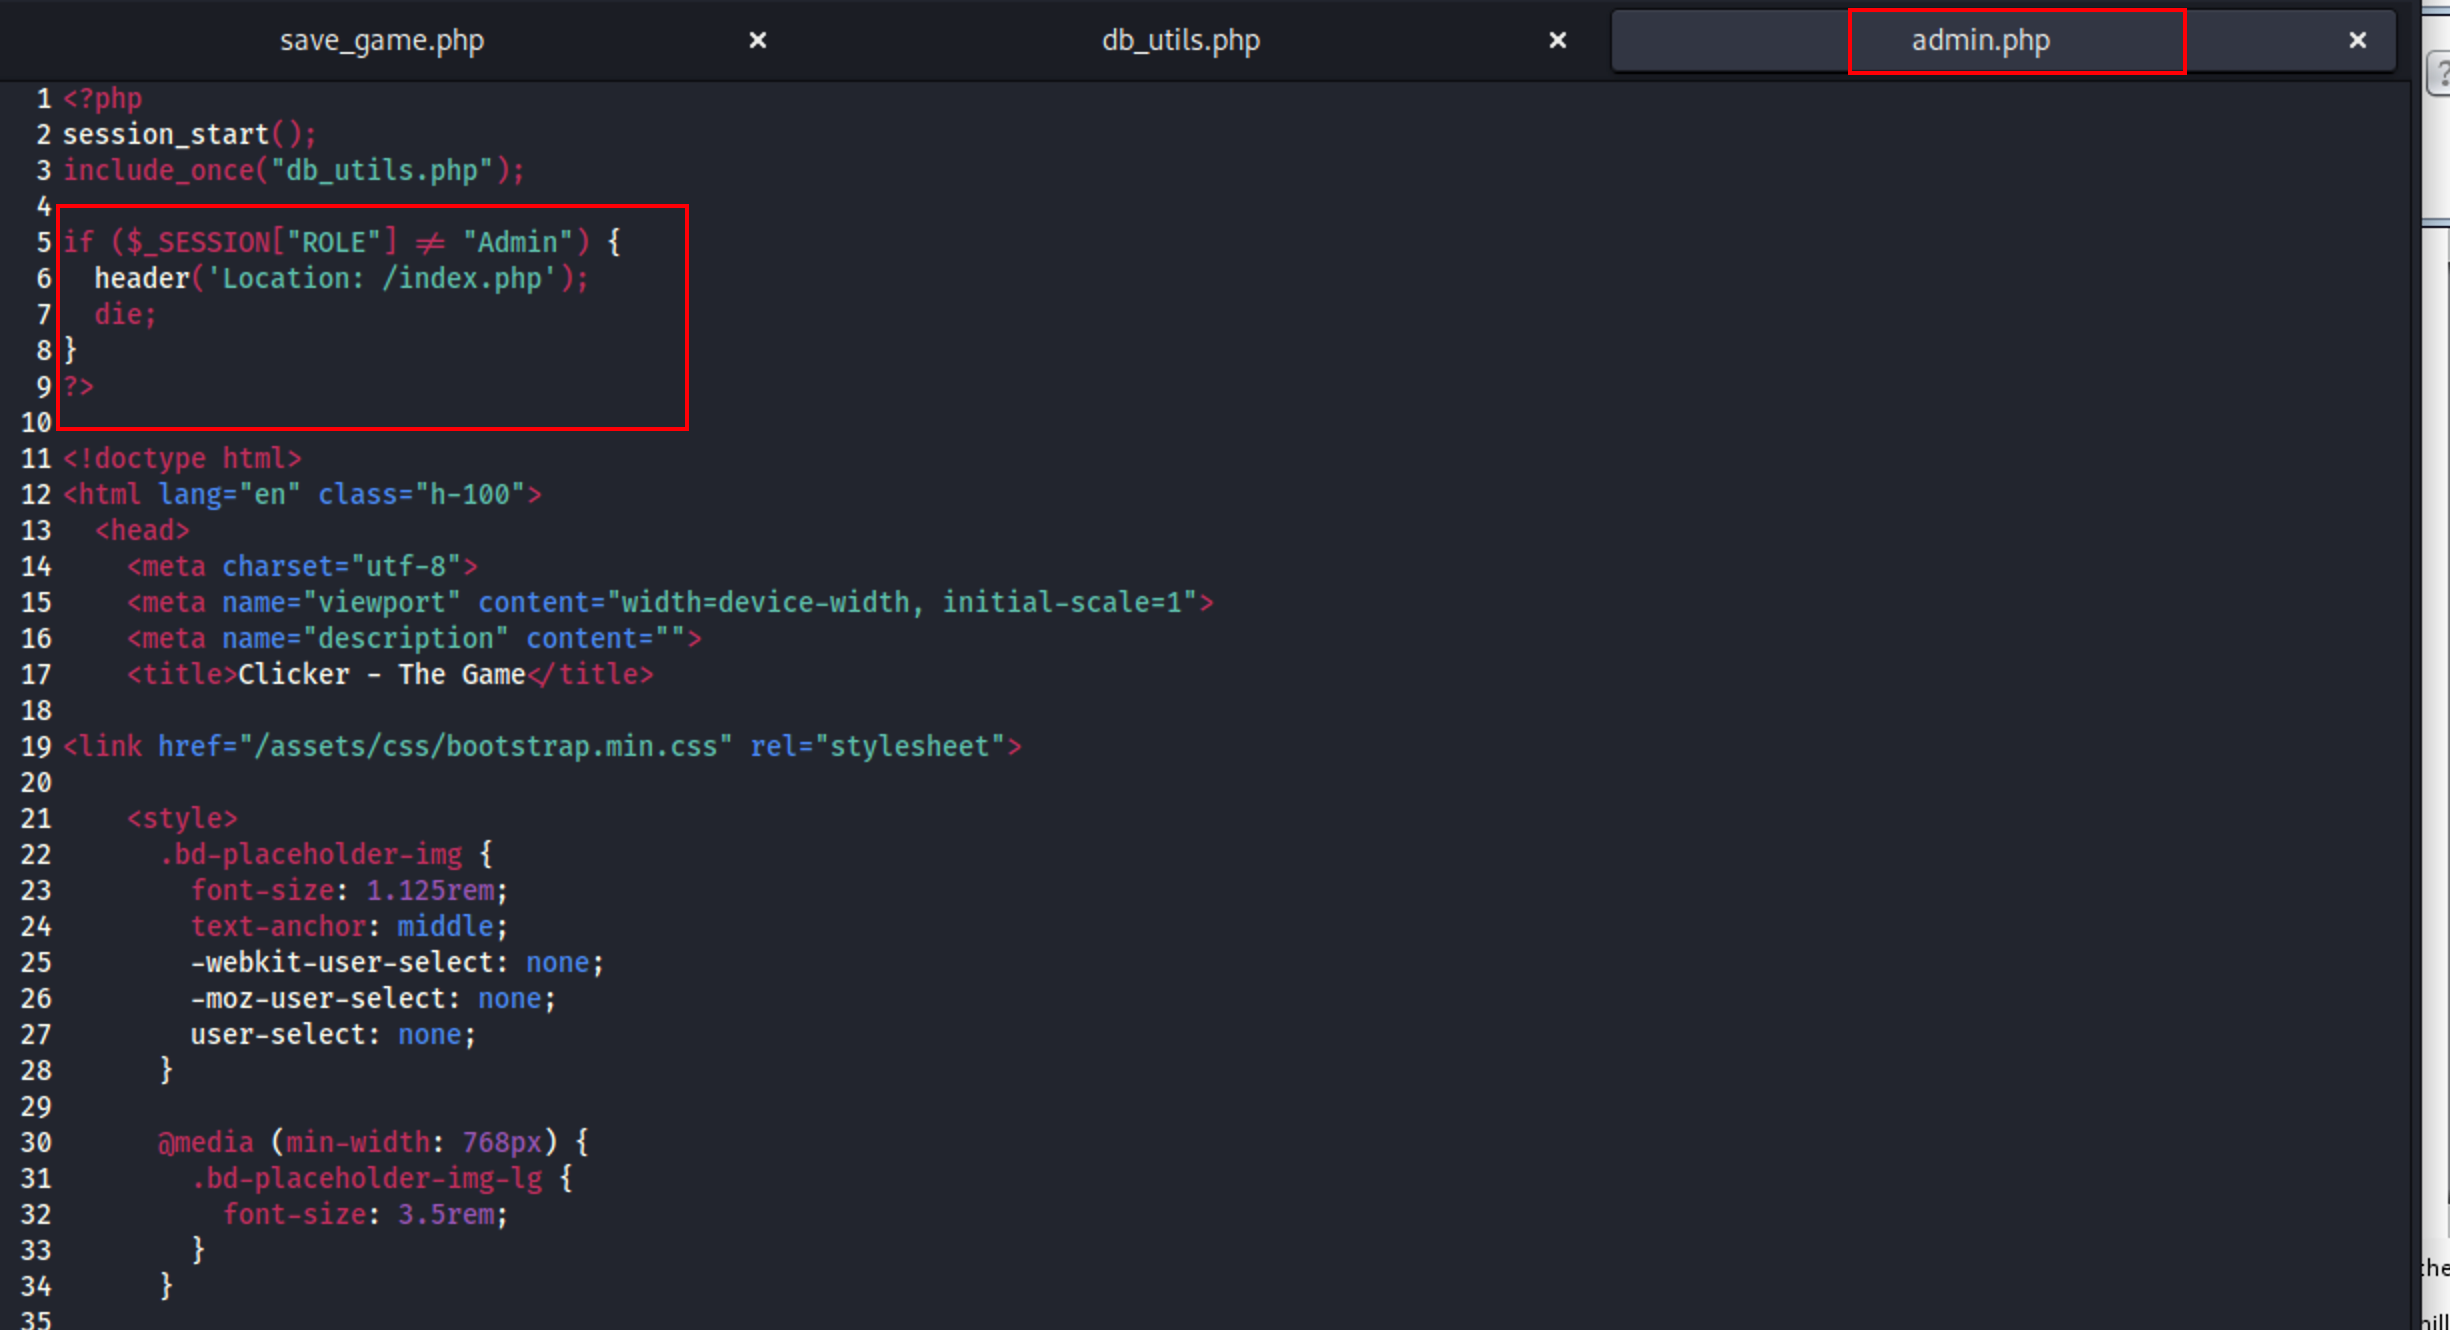 save_game.php × db_utils.php × admin.php ×
1 <?php
2 session_start();
3 include_once("db_utils.php");
4
5 if ($_SESSION["ROLE"] != "Admin") {
6   header('Location: /index.php');
7   die;
8 }
9 ?>
10
11 <!doctype html>
12 <html lang="en" class="h-100">
13   <head>
14     <meta charset="utf-8">
15     <meta name="viewport" content="width=device-width, initial-scale=1">
16     <meta name="description" content="">
17     <title>Clicker - The Game</title>
18
19 <link href="/assets/css/bootstrap.min.css" rel="stylesheet">
20
21     <style>
22       .bd-placeholder-img {
23         font-size: 1.125rem;
24         text-anchor: middle;
25         -webkit-user-select: none;
26         -moz-user-select: none;
27         user-select: none;
28       }
29
30       @media (min-width: 768px) {
31         .bd-placeholder-img-lg {
32           font-size: 3.5rem;
33         }
34       }
35
?